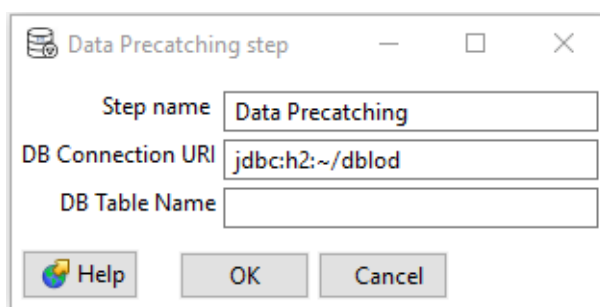 Data Precatching step
Step name Data Precatching
DB Connection URI jdbc:h2:~/dblod
DB Table Name
Help OK Cancel